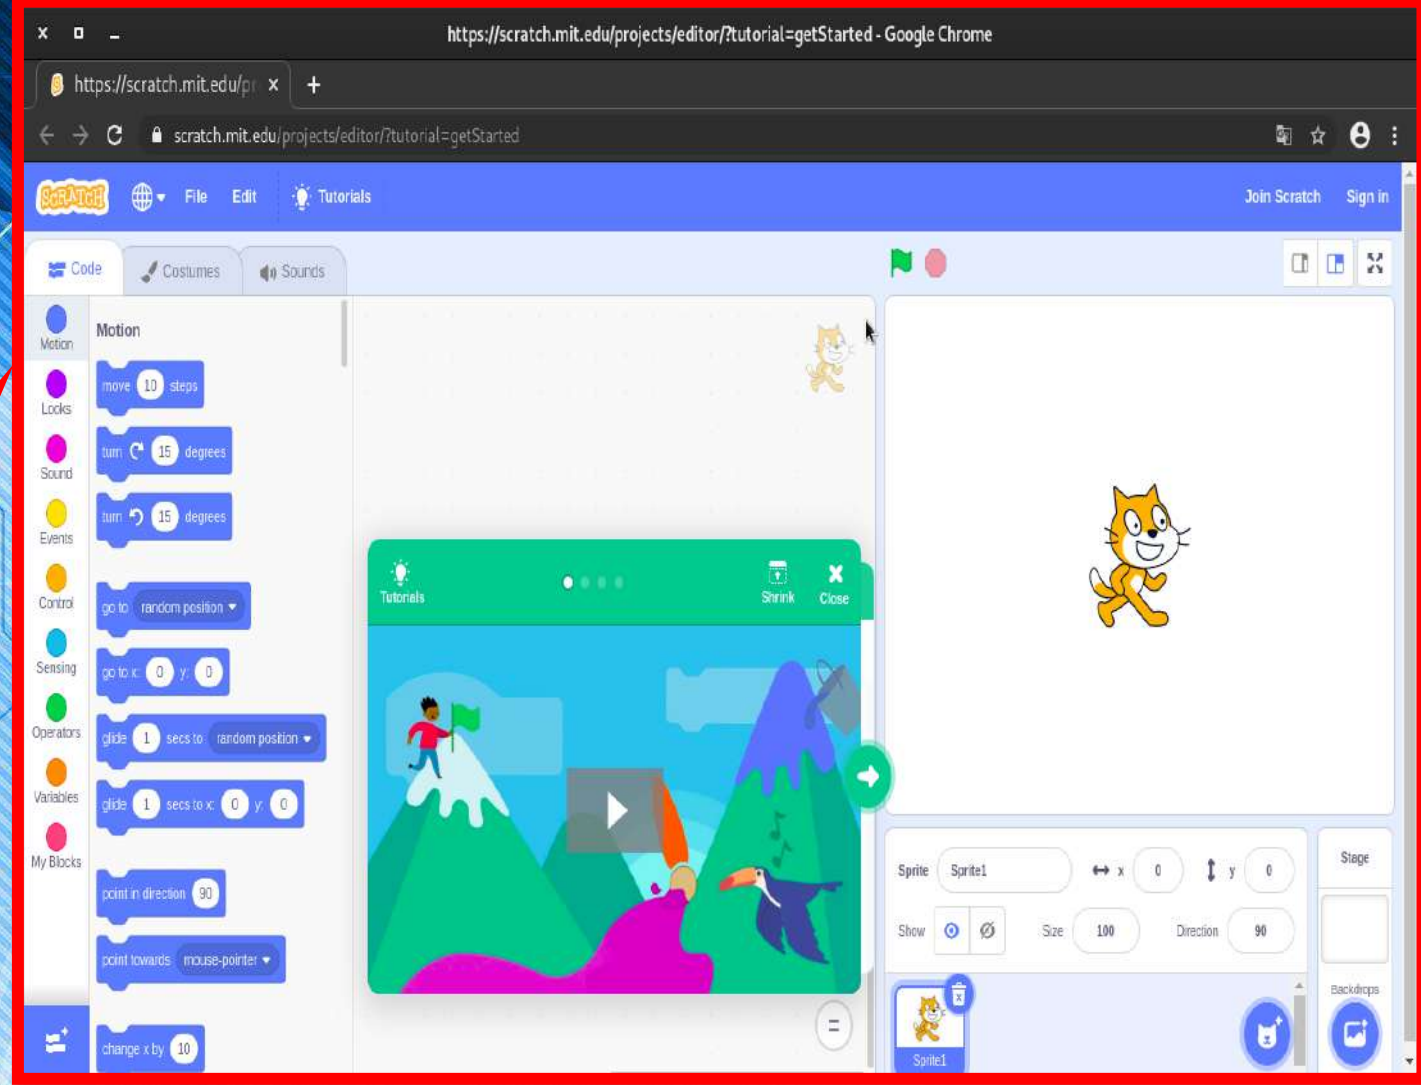 https://scratch.mit.edu/projects/editor/?tutorial=getStarted - Google Chrome
https://scratch.mit.edu/pr
scratch.mit.edu/projects/editor/?tutorial=getStarted
SCRATCH File Edit Tutorials Join Scratch Sign in
Code Costumes Sounds
Motion
Looks
Sound
Events
Control
Sensing
Operators
Variables
My Blocks
Motion
move 10 steps
turn 15 degrees
turn 15 degrees
go to random position
go to x: 0 y: 0
glide 1 secs to random position
glide 1 secs to x: 0 y: 0
point in direction 90
point towards mouse-pointer
change x by 10
Tutorials Shrink Close
Sprite Sprite1 x 0 y 0
Show Size 100 Direction 90
Sprite1
Stage
Backdrops